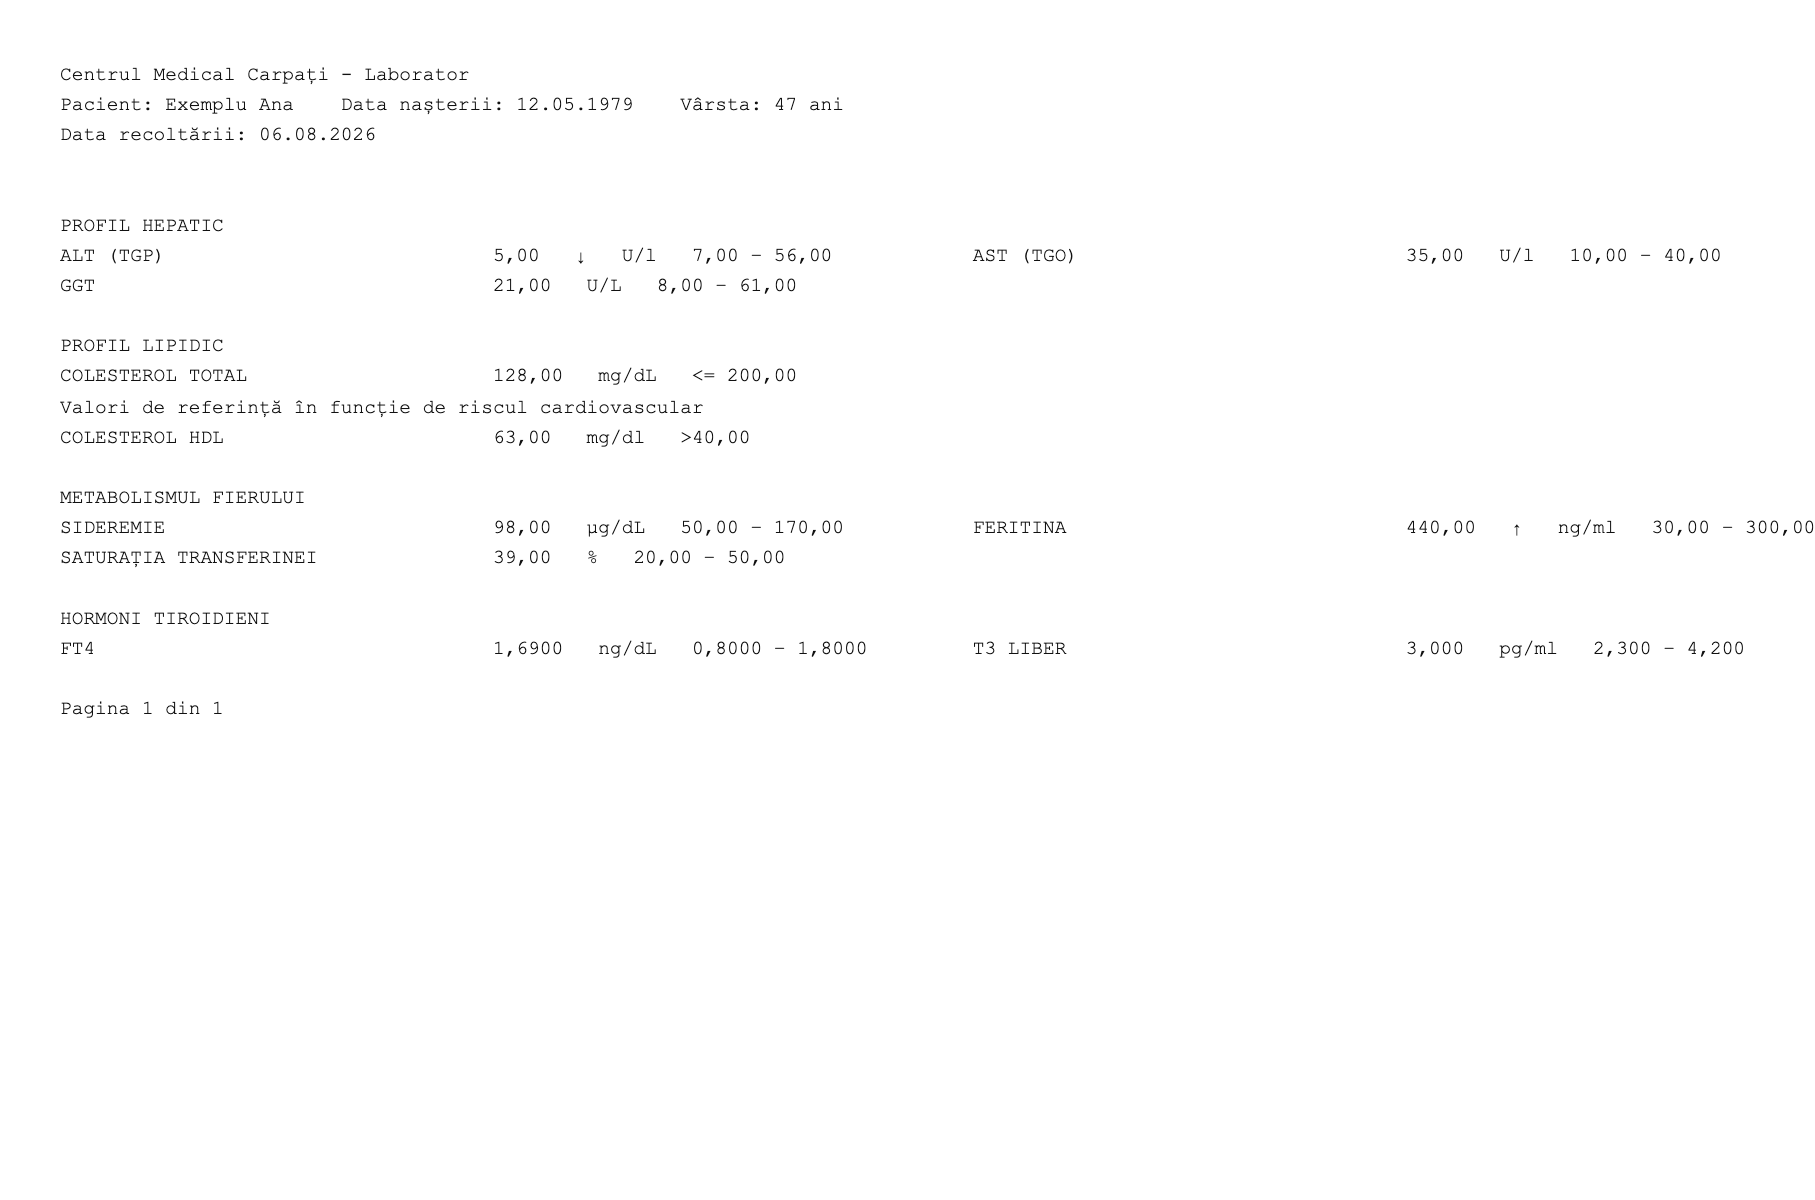 Centrul Medical Carpați - Laborator
Pacient: Exemplu Ana    Data nașterii: 12.05.1979    Vârsta: 47 ani
Data recoltării: 06.08.2026
PROFIL HEPATIC
ALT (TGP)    5,00   ↓   U/l   7,00 – 56,00    AST (TGO)    35,00   U/l   10,00 – 40,00
GGT    21,00   U/L   8,00 – 61,00
PROFIL LIPIDIC
COLESTEROL TOTAL    128,00   mg/dL   <= 200,00
Valori de referință în funcție de riscul cardiovascular
COLESTEROL HDL    63,00   mg/dl   >40,00
METABOLISMUL FIERULUI
SIDEREMIE    98,00   µg/dL   50,00 – 170,00    FERITINA    440,00   ↑   ng/ml   30,00 – 300,00
SATURAȚIA TRANSFERINEI    39,00   %   20,00 – 50,00
HORMONI TIROIDIENI
FT4    1,6900   ng/dL   0,8000 – 1,8000    T3 LIBER    3,000   pg/ml   2,300 – 4,200
Pagina 1 din 1